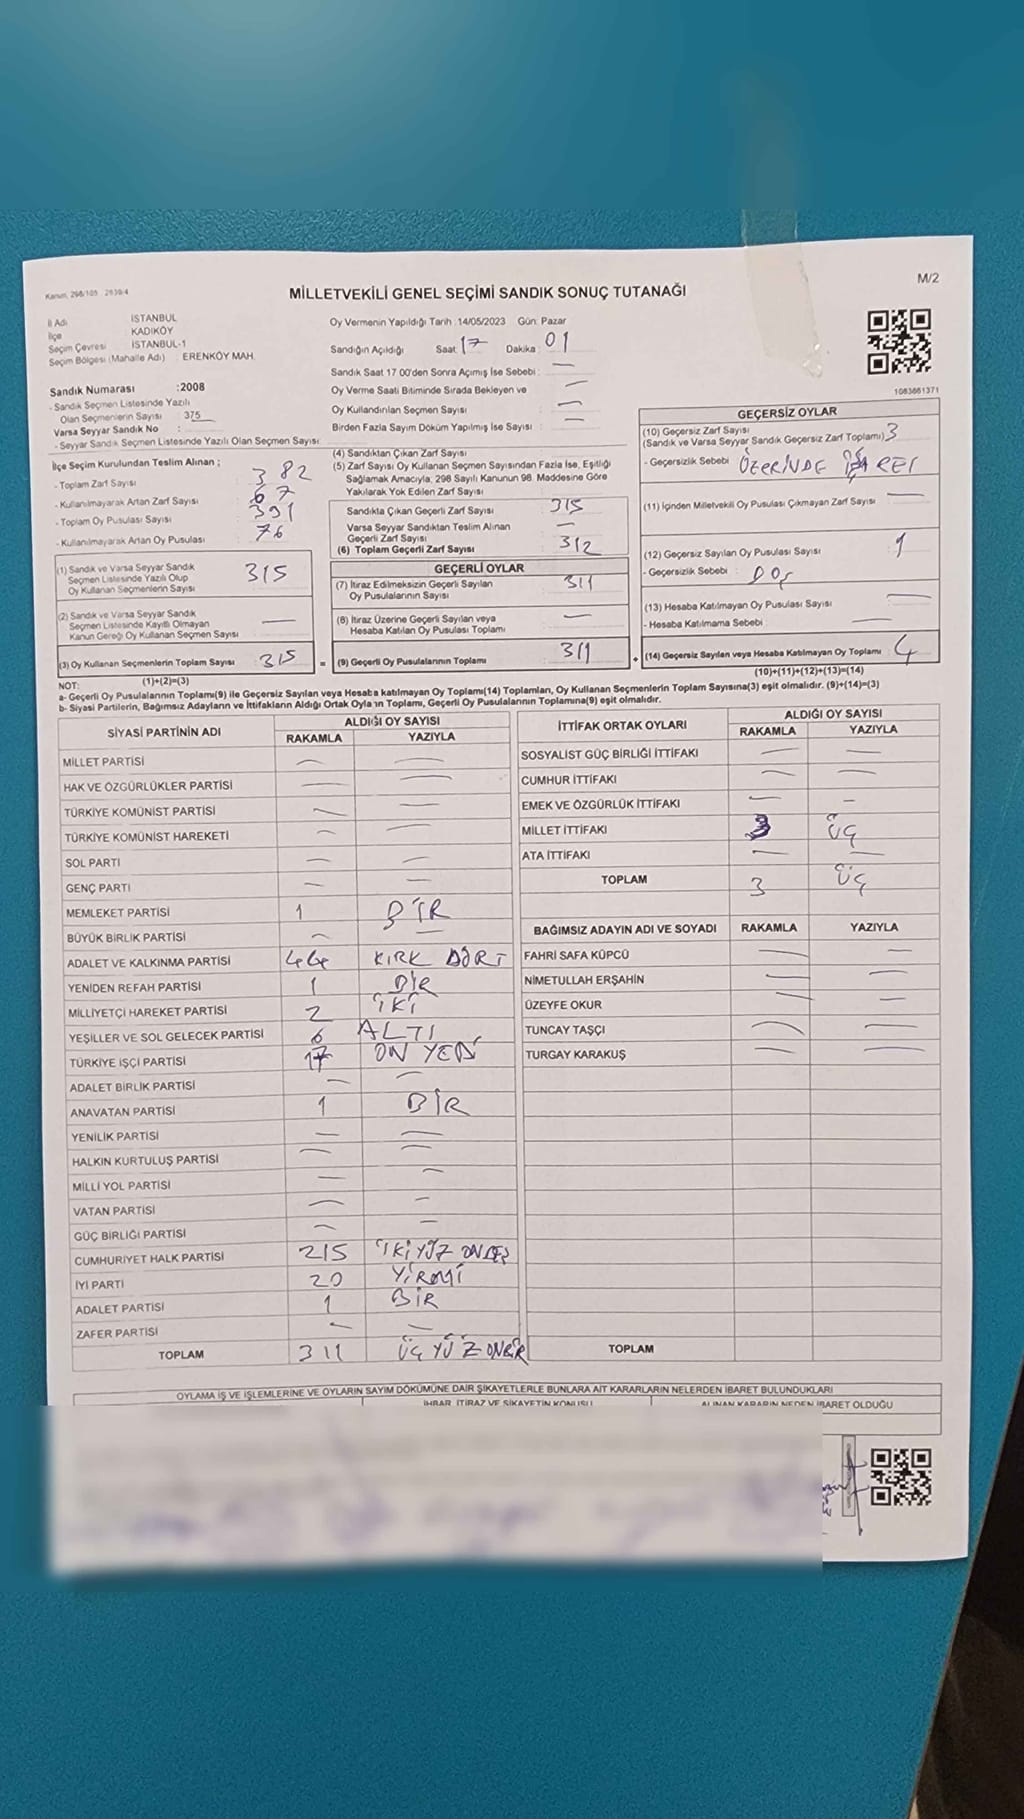 Kanun, 298/105 2839/4
MİLLETVEKİLİ GENEL SEÇİMİ SANDIK SONUÇ TUTANAĞI
M/2
İl Adı İSTANBUL
İlçe KADIKÖY
Seçim Çevresi İSTANBUL-1
Seçim Bölgesi (Mahalle Adı) : ERENKÖY MAH.
Sandık Numarası :2008
- Sandık Seçmen Listesinde Yazılı
Olan Seçmenlerin Sayısı : 375
Varsa Seyyar Sandık No :
- Seyyar Sandık Seçmen Listesinde Yazılı Olan Seçmen Sayısı:
Oy Vermenin Yapıldığı Tarih :14/05/2023 Gün: Pazar
Sandığın Açıldığı Saat: 17 Dakika : 01
Sandık Saat 17 00'den Sonra Açımış İse Sebebi : —
Oy Verme Saati Bitiminde Sırada Bekleyen ve —
Oy Kullandırılan Seçmen Sayısı —
Birden Fazla Sayım Döküm Yapılmış İse Sayısı : —
1083661371
İlçe Seçim Kurulundan Teslim Alınan ;
- Toplam Zarf Sayısı 382
- Kullanılmayarak Artan Zarf Sayısı 67
- Toplam Oy Pusulası Sayısı 391
- Kullanılmayarak Artan Oy Pusulası 76
(4) Sandıktan Çıkan Zarf Sayısı :
(5) Zarf Sayısı Oy Kullanan Seçmen Sayısından Fazla İse, Eşitliği
Sağlamak Amacıyla, 298 Sayılı Kanunun 98. Maddesine Göre
Yakılarak Yok Edilen Zarf Sayısı :
Sandıkta Çıkan Geçerli Zarf Sayısı: 315
Varsa Seyyar Sandıktan Teslim Alınan
Geçerli Zarf Sayısı: —
(6) Toplam Geçerli Zarf Sayısı : 312
GEÇERSİZ OYLAR
(10) Geçersiz Zarf Sayısı
(Sandık ve Varsa Seyyar Sandık Geçersiz Zarf Toplamı) 3
- Geçersizlik Sebebi : ÜZERİNDE İŞARET
(11) İçinden Milletvekil Oy Pusulası Çıkmayan Zarf Sayısı : —
(12) Geçersiz Sayılan Oy Pusulası Sayısı : 1
- Geçersizlik Sebebi : BOŞ
(13) Hesaba Katılmayan Oy Pusulası Sayısı : —
- Hesaba Katılmama Sebebi : —
(14) Geçersiz Sayılan veya Hesaba Katılmayan Oy Toplamı : 4
(10)+(11)+(12)+(13)=(14)
(1) Sandık ve Varsa Seyyar Sandık
Seçmen Listesinde Yazılı Olup
Oy Kullanan Seçmenlerin Sayısı 315
(2) Sandık ve Varsa Seyyar Sandık
Seçmen Listesinde Kayıtlı Olmayan
Kanun Gereği Oy Kullanan Seçmen Sayısı —
(3) Oy Kullanan Seçmenlerin Toplam Sayısı 315 =
(1)+(2)=(3)
GEÇERLİ OYLAR
(7) İtiraz Edilmeksizin Geçerli Sayılan
Oy Pusulalarının Sayısı : 311
(8) İtiraz Üzerine Geçerli Sayılan veya
Hesaba Katılan Oy Pusulası Toplamı : —
(9) Geçerli Oy Pusulalarının Toplamı : 311 +
NOT:
a- Geçerli Oy Pusulalarının Toplamı(9) ile Geçersiz Sayılan veya Hesaba katılmayan Oy Toplamı(14) Toplamları, Oy Kullanan Seçmenlerin Toplam Sayısına(3) eşit olmalıdır. (9)+(14)=(3)
b- Siyasi Partilerin, Bağımsız Adayların ve İttifakların Aldığı Ortak Oyların Toplamı, Geçerli Oy Pusulalarının Toplamına(9) eşit olmalıdır.
SİYASİ PARTİNİN ADI ALDIĞI OY SAYISI
RAKAMLA YAZIYLA
MİLLET PARTİSİ — —
HAK VE ÖZGÜRLÜKLER PARTİSİ — —
TÜRKİYE KOMÜNİST PARTİSİ — —
TÜRKİYE KOMÜNİST HAREKETİ — —
SOL PARTİ — —
GENÇ PARTİ — —
MEMLEKET PARTİSİ 1 BİR
BÜYÜK BİRLİK PARTİSİ — —
ADALET VE KALKINMA PARTİSİ 44 KIRK DÖRT
YENİDEN REFAH PARTİSİ 1 BİR
MİLLİYETÇİ HAREKET PARTİSİ 2 İKİ
YEŞİLLER VE SOL GELECEK PARTİSİ 6 ALTI
TÜRKİYE İŞÇİ PARTİSİ 17 ON YEDİ
ADALET BİRLİK PARTİSİ — —
ANAVATAN PARTİSİ 1 BİR
YENİLİK PARTİSİ — —
HALKIN KURTULUŞ PARTİSİ — —
MİLLİ YOL PARTİSİ — —
VATAN PARTİSİ — —
GÜÇ BİRLİĞİ PARTİSİ — —
CUMHURİYET HALK PARTİSİ 215 İKİ YÜZ ONBEŞ
İYİ PARTİ 20 YİRMİ
ADALET PARTİSİ 1 BİR
ZAFER PARTİSİ — —
TOPLAM 311 ÜÇ YÜZ ONBİR
İTTİFAK ORTAK OYLARI ALDIĞI OY SAYISI
RAKAMLA YAZIYLA
SOSYALİST GÜÇ BİRLİĞİ İTTİFAKI — —
CUMHUR İTTİFAKI — —
EMEK VE ÖZGÜRLÜK İTTİFAKI — —
MİLLET İTTİFAKI 3 ÜÇ
ATA İTTİFAKI — —
TOPLAM 3 ÜÇ
BAĞIMSIZ ADAYIN ADI VE SOYADI RAKAMLA YAZIYLA
FAHRİ SAFA KÜPCÜ — —
NİMETULLAH ERŞAHİN — —
ÜZEYFE OKUR — —
TUNCAY TAŞÇI — —
TURGAY KARAKUŞ — —
TOPLAM
OYLAMA İŞ VE İŞLEMLERİNE VE OYLARIN SAYIM DÖKÜMÜNE DAİR ŞİKAYETLERLE BUNLARA AİT KARARLARIN NELERDEN İBARET BULUNDUKLARI
İHBAR, İTİRAZ VE ŞİKAYETİN KONUSU ALINAN KARARIN NEDEN İBARET OLDUĞU